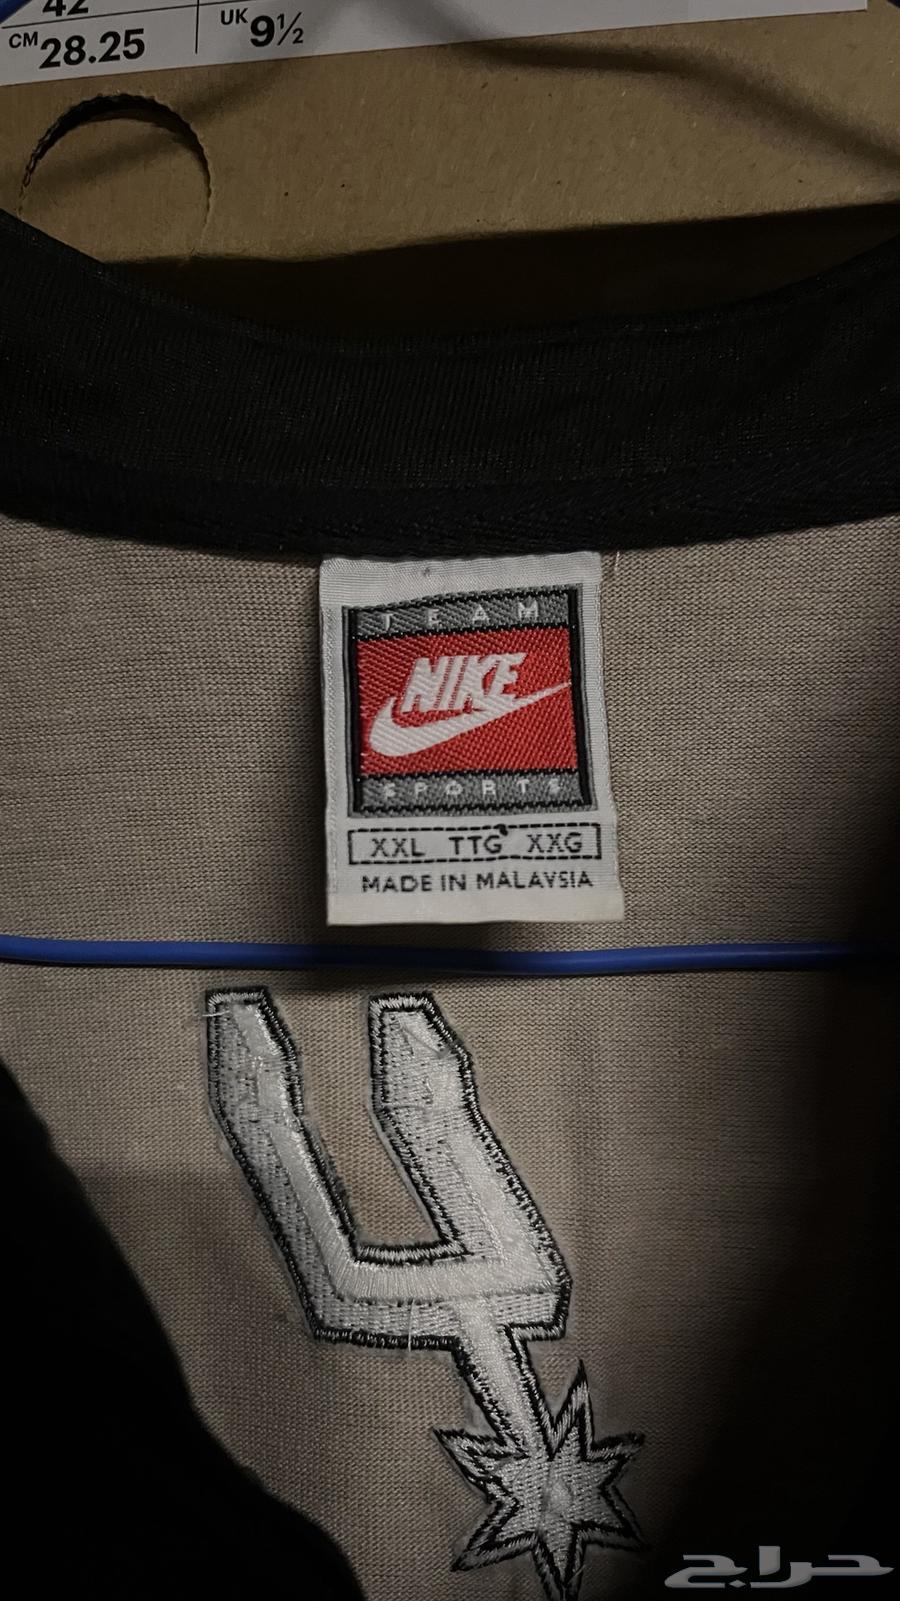 42
CM 28.25
UK 9½
TEAM
NIKE
SPORTS
XXL TTG XXG
MADE IN MALAYSIA
حراج